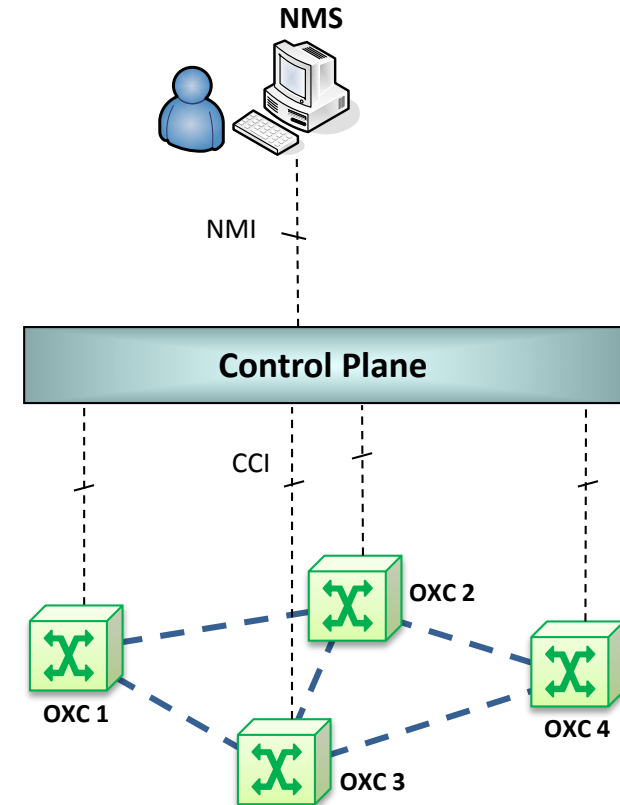 NMS
NMI
Control Plane
CCI
OXC 2
OXC 1
OXC 4
OXC 3